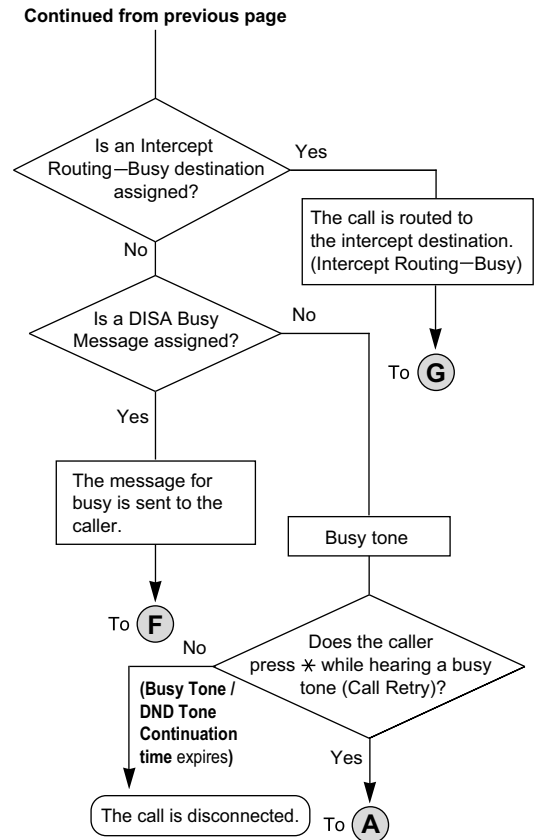 Continued from previous page
Is an Intercept
Routing—Busy destination
assigned?
Yes
The call is routed to
the intercept destination.
(Intercept Routing—Busy)
No
To G
Is a DISA Busy
Message assigned?
No
Yes
The message for
busy is sent to the
caller.
Busy tone
To F
Does the caller
press * while hearing a busy
tone (Call Retry)?
No
(Busy Tone /
DND Tone
Continuation
time expires)
Yes
The call is disconnected.
To A